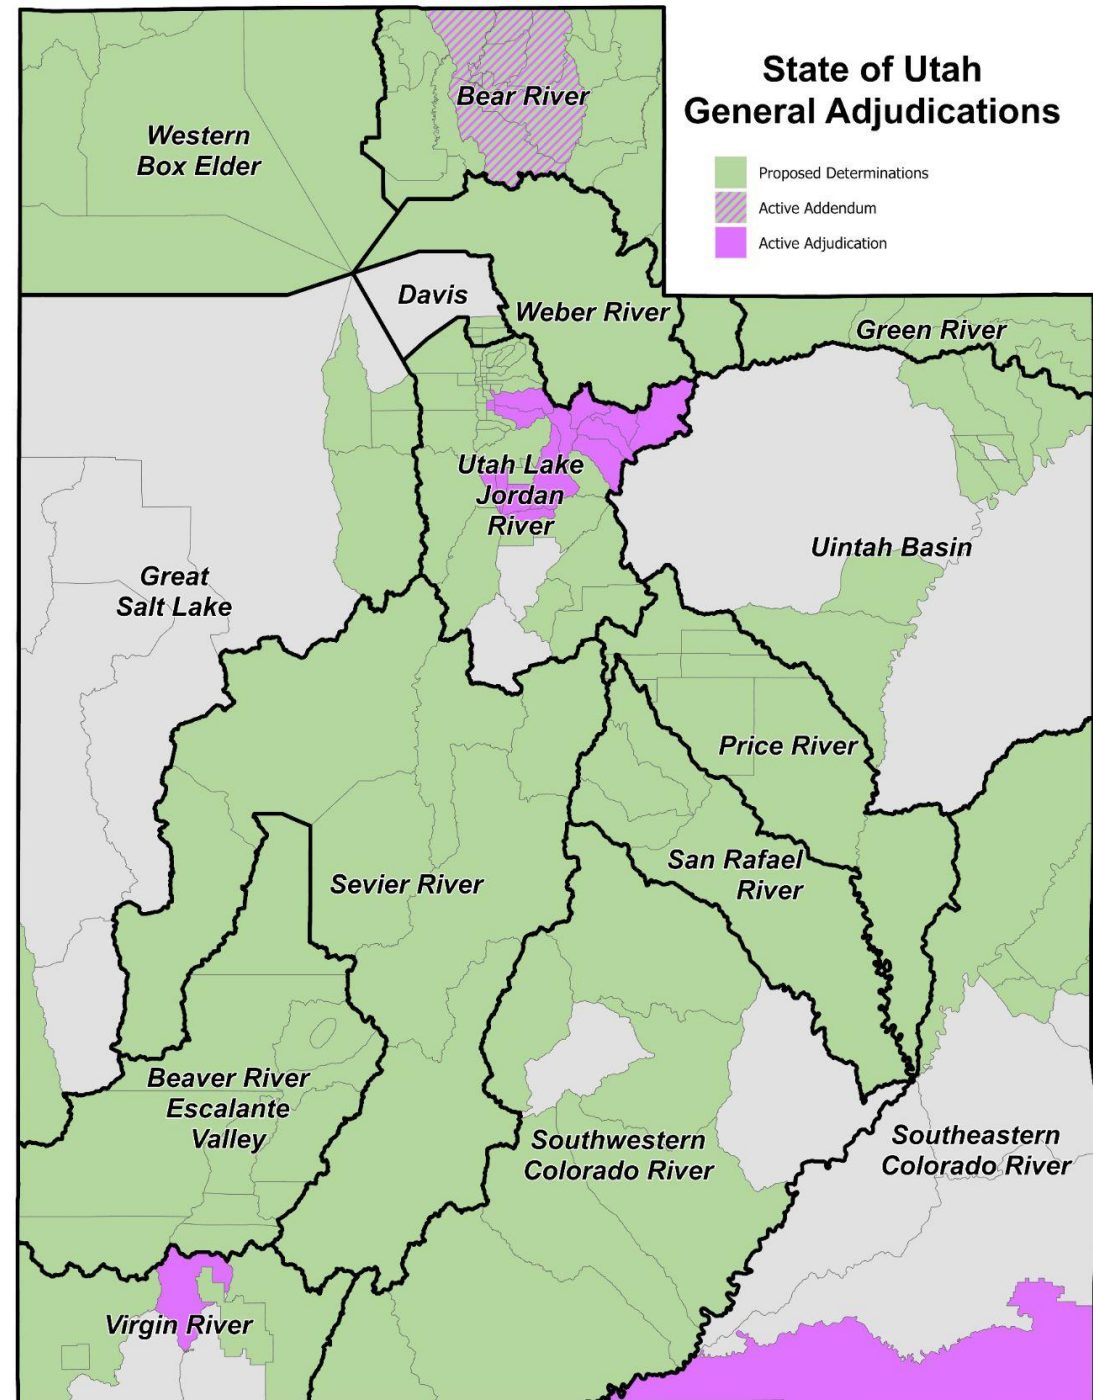 State of Utah
General Adjudications
Proposed Determinations
Active Addendum
Active Adjudication
Bear River
Western
Box Elder
Davis
Weber River
Green River
Utah Lake
Jordan
River
Uintah Basin
Great
Salt Lake
Price River
San Rafael
River
Sevier River
Beaver River
Escalante
Valley
Southwestern
Colorado River
Southeastern
Colorado River
Virgin River